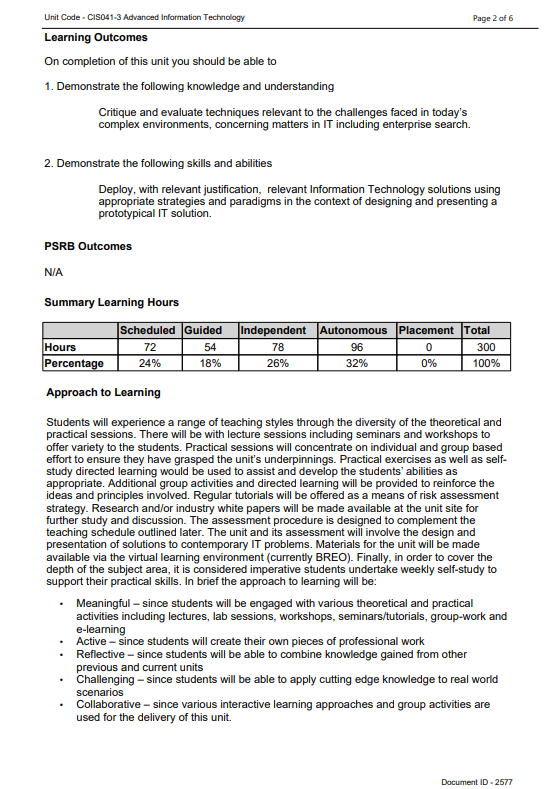 Unit Code - CIS041-3 Advanced Information Technology Page 2 of 6
Learning Outcomes
On completion of this unit you should be able to
1. Demonstrate the following knowledge and understanding
Critique and evaluate techniques relevant to the challenges faced in today's
complex environments, concerning matters in IT including enterprise search.
2. Demonstrate the following skills and abilities
Deploy, with relevant justification, relevant Information Technology solutions using
appropriate strategies and paradigms in the context of designing and presenting a
prototypical IT solution.
PSRB Outcomes
N/A
Summary Learning Hours
Scheduled Guided Independent Autonomous Placement Total
Hours 72 54 78 96 0 300
Percentage 24% 18% 26% 32% 0% 100%
Approach to Learning
Students will experience a range of teaching styles through the diversity of the theoretical and
practical sessions. There will be with lecture sessions including seminars and workshops to
offer variety to the students. Practical sessions will concentrate on individual and group based
effort to ensure they have grasped the unit's underpinnings. Practical exercises as well as self-
study directed learning would be used to assist and develop the students' abilities as
appropriate. Additional group activities and directed learning will be provided to reinforce the
ideas and principles involved. Regular tutorials will be offered as a means of risk assessment
strategy. Research and/or industry white papers will be made available at the unit site for
further study and discussion. The assessment procedure is designed to complement the
teaching schedule outlined later. The unit and its assessment will involve the design and
presentation of solutions to contemporary IT problems. Materials for the unit will be made
available via the virtual learning environment (currently BREO). Finally, in order to cover the
depth of the subject area, it is considered imperative students undertake weekly self-study to
support their practical skills. In brief the approach to learning will be:
• Meaningful – since students will be engaged with various theoretical and practical
activities including lectures, lab sessions, workshops, seminars/tutorials, group-work and
e-learning
• Active – since students will create their own pieces of professional work
• Reflective – since students will be able to combine knowledge gained from other
previous and current units
• Challenging – since students will be able to apply cutting edge knowledge to real world
scenarios
• Collaborative – since various interactive learning approaches and group activities are
used for the delivery of this unit.
Document ID - 2577